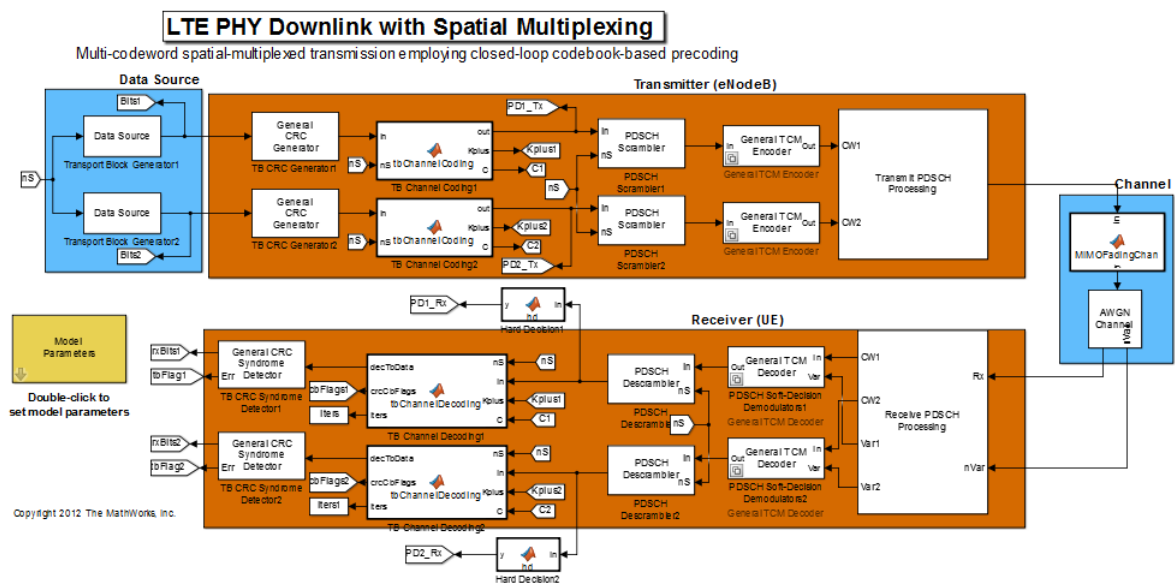 LTE PHY Downlink with Spatial Multiplexing
Multi-codeword spatial-multiplexed transmission employing closed-loop codebook-based precoding
Data Source
Bits1
Data Source
Transport Block Generator1
nS
Data Source
Transport Block Generator2
Bits2
Transmitter (eNodeB)
General
CRC
Generator
TB CRC Generator1
nS
in
nS
tbChannelCoding
out
Kplus
C
TB Channel Coding1
PD1_Tx
Kplus1
C1
nS
In
nS
PDSCH
Scrambler
PDSCH
Scrambler1
In
General TCM
Encoder
Out
General TCM Encoder
CW1
General
CRC
Generator
TB CRC Generator2
nS
in
nS
tbChannelCoding
out
Kplus
C
TB Channel Coding2
Kplus2
C2
PD2_Tx
In
nS
PDSCH
Scrambler
PDSCH
Scrambler2
In
General TCM
Encoder
Out
General TCM Encoder
CW2
Transmit PDSCH
Processing
Channel
in
MIMOFadingChan
AWGN
Channel
Var
PD1_Rx
y
hd
in
Hard Decision1
Receiver (UE)
Model
Parameters
Double-click to
set model parameters
rxBits1
tbFlag1
General CRC
Syndrome
Detector
Err
TB CRC Syndrome
Detector1
cbFlags1
Iters
decTbData
crcCbFlags
iters
tbChannelDecoding
nS
in
Kplus
C
TB Channel Decoding1
nS
Kplus1
C1
PDSCH
Descrambler
In
nS
PDSCH
Descrambler1
nS
General TCM
Decoder
Out
In
Var
PDSCH Soft-Decision
Demodulators1
General TCM Decoder
CW1
CW2
Var1
Var2
Rx
nVar
Receive PDSCH
Processing
rxBits2
tbFlag2
General CRC
Syndrome
Detector
Err
TB CRC Syndrome
Detector2
cbFlags2
Iters1
decTbData
crcCbFlags
iters
tbChannelDecoding
nS
in
Kplus
C
TB Channel Decoding2
nS
Kplus2
C2
PDSCH
Descrambler
In
nS
PDSCH
Descrambler2
General TCM
Decoder
Out
In
Var
PDSCH Soft-Decision
Demodulators2
General TCM Decoder
Copyright 2012 The MathWorks, Inc.
PD2_Rx
y
hd
in
Hard Decision2